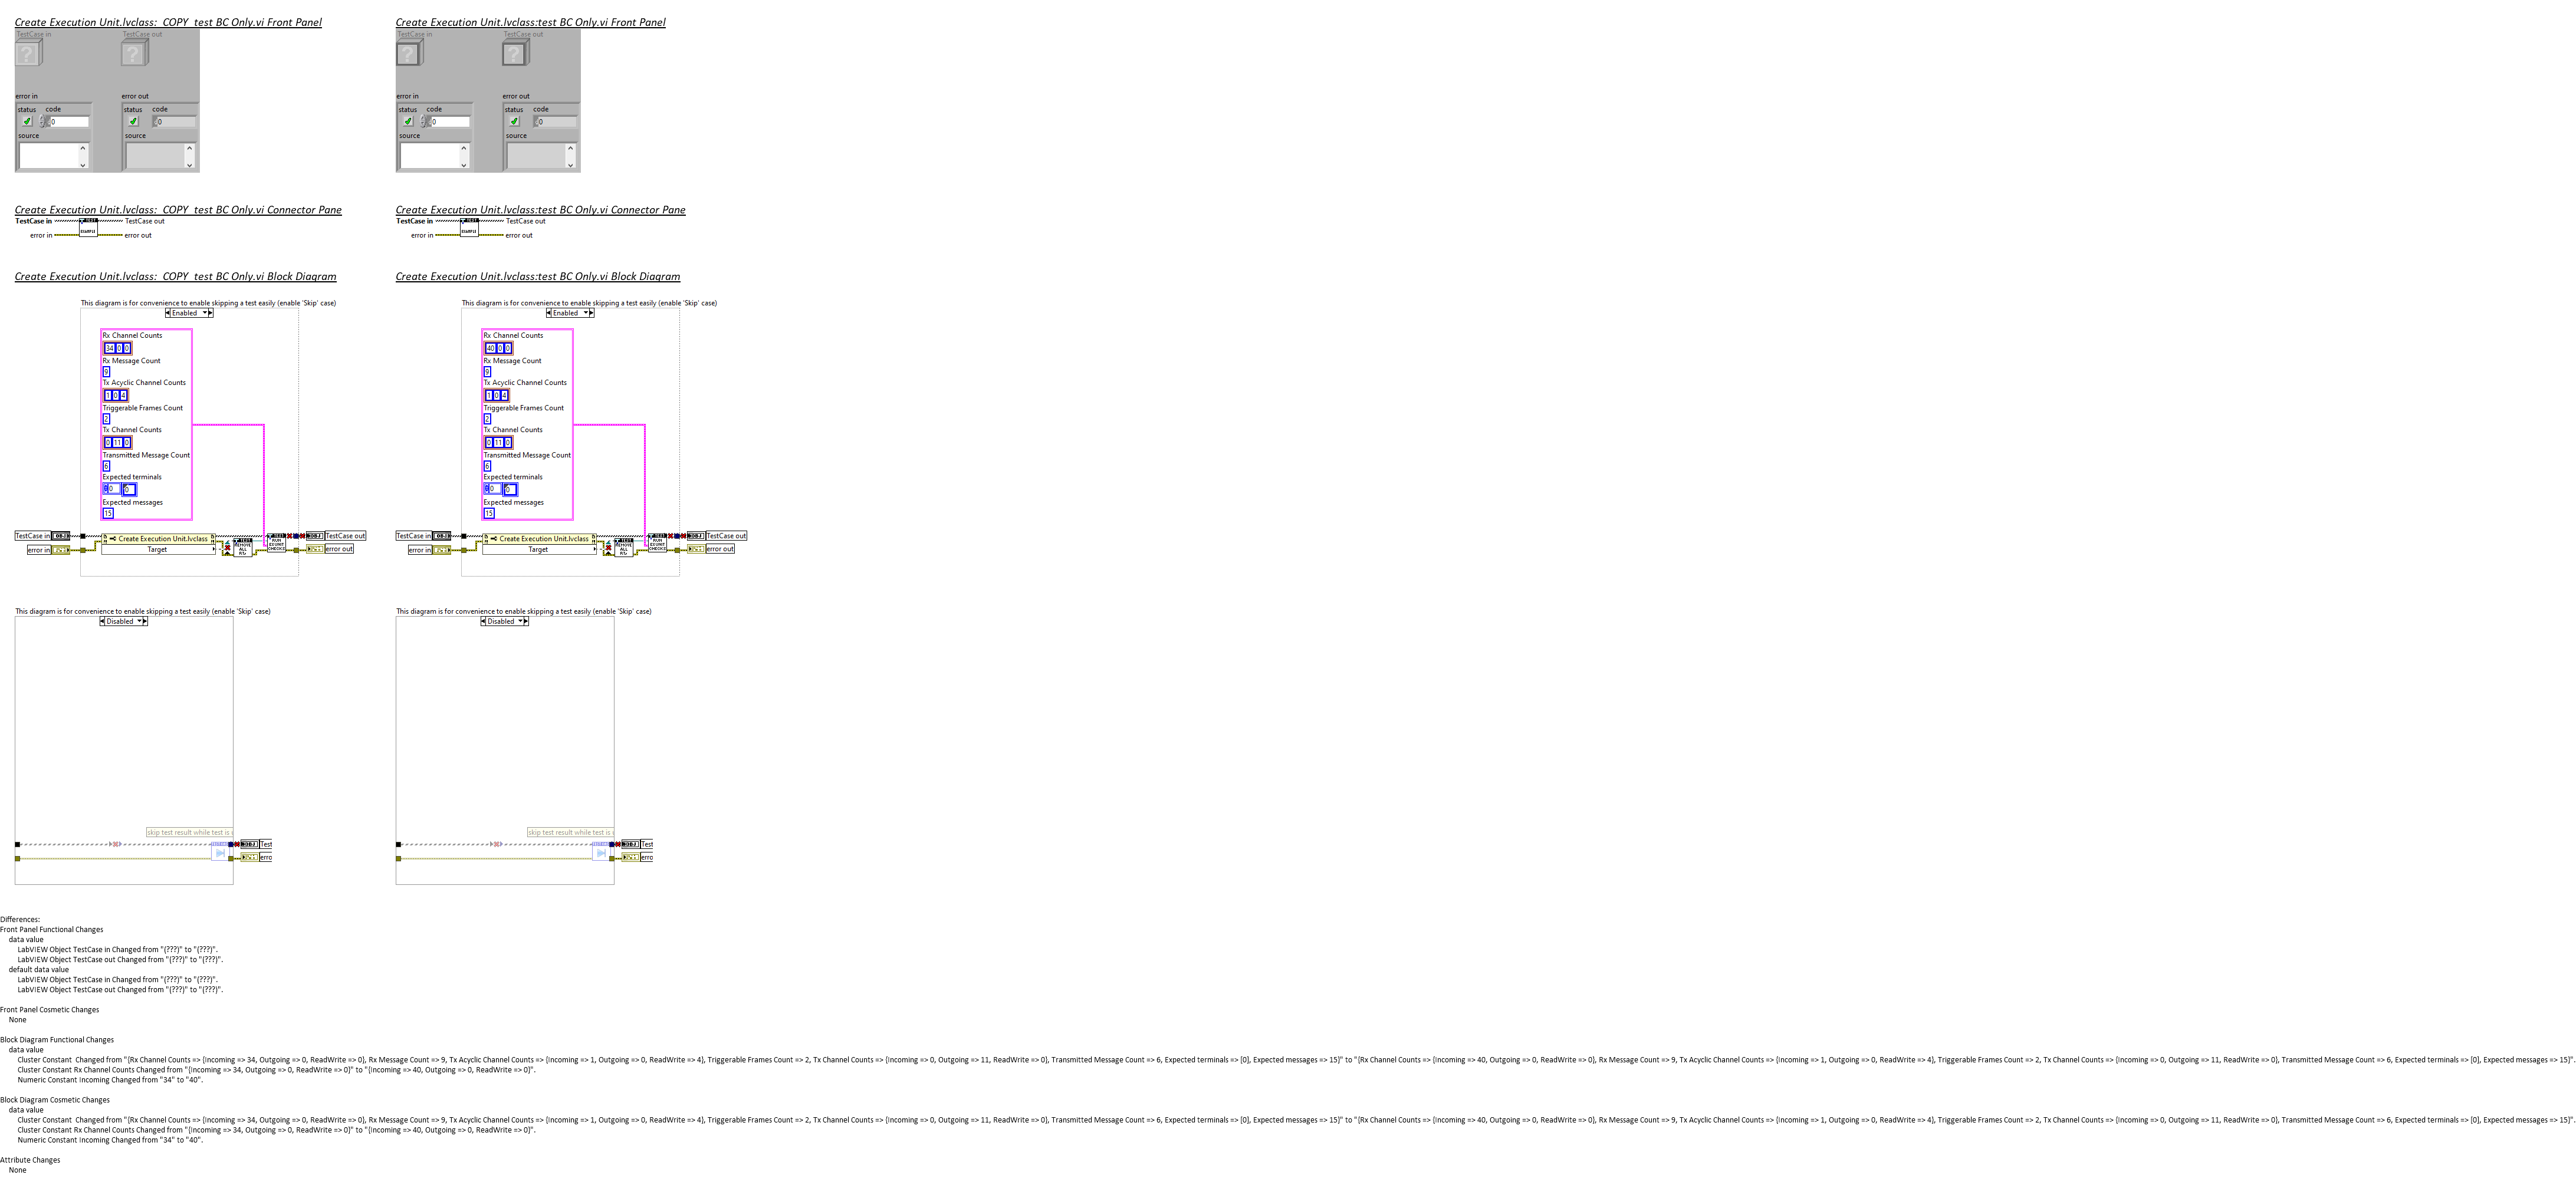 Create Execution Unit.lvclass:  COPY  test BC Only.vi Front Panel
TestCase in
TestCase out
error in
error out
status
code
status
code
0
0
source
source
Create Execution Unit.lvclass:test BC Only.vi Front Panel
TestCase in
TestCase out
error in
error out
status
code
status
code
0
0
source
source
Create Execution Unit.lvclass:  COPY  test BC Only.vi Connector Pane
TestCase in
TestCase out
error in
error out
Create Execution Unit.lvclass:test BC Only.vi Connector Pane
TestCase in
TestCase out
error in
error out
Create Execution Unit.lvclass:  COPY  test BC Only.vi Block Diagram
This diagram is for convenience to enable skipping a test easily (enable 'Skip' case)
Enabled
Rx Channel Counts
34 0 0
Rx Message Count
9
Tx Acyclic Channel Counts
1 0 4
Triggerable Frames Count
2
Tx Channel Counts
0 11 0
Transmitted Message Count
6
Expected terminals
0 0
Expected messages
15
TestCase in
Create Execution Unit.lvclass
TestCase out
error in
Target
error out
Create Execution Unit.lvclass:test BC Only.vi Block Diagram
This diagram is for convenience to enable skipping a test easily (enable 'Skip' case)
Enabled
Rx Channel Counts
40 0 0
Rx Message Count
9
Tx Acyclic Channel Counts
1 0 4
Triggerable Frames Count
2
Tx Channel Counts
0 11 0
Transmitted Message Count
6
Expected terminals
0 0
Expected messages
15
TestCase in
Create Execution Unit.lvclass
TestCase out
error in
Target
error out
This diagram is for convenience to enable skipping a test easily (enable 'Skip' case)
Disabled
skip test result while test is
Test
erro
This diagram is for convenience to enable skipping a test easily (enable 'Skip' case)
Disabled
skip test result while test is
Test
erro
Differences:
Front Panel Functional Changes
data value
LabVIEW Object TestCase in Changed from "(???)" to "(???)".
LabVIEW Object TestCase out Changed from "(???)" to "(???)".
default data value
LabVIEW Object TestCase in Changed from "(???)" to "(???)".
LabVIEW Object TestCase out Changed from "(???)" to "(???)".
Front Panel Cosmetic Changes
None
Block Diagram Functional Changes
data value
Cluster Constant  Changed from "{Rx Channel Counts => {Incoming => 34, Outgoing => 0, ReadWrite => 0}, Rx Message Count => 9, Tx Acyclic Channel Counts => {Incoming => 1, Outgoing => 0, ReadWrite => 4}, Triggerable Frames Count => 2, Tx Channel Counts => {Incoming => 0, Outgoing => 11, ReadWrite => 0}, Transmitted Message Count => 6, Expected terminals => [0], Expected messages => 15}" to "{Rx Channel Counts => {Incoming => 40, Outgoing => 0, ReadWrite => 0}, Rx Message Count => 9, Tx Acyclic Channel Counts => {Incoming => 1, Outgoing => 0, ReadWrite => 4}, Triggerable Frames Count => 2, Tx Channel Counts => {Incoming => 0, Outgoing => 11, ReadWrite => 0}, Transmitted Message Count => 6, Expected terminals => [0], Expected messages => 15}".
Cluster Constant Rx Channel Counts Changed from "{Incoming => 34, Outgoing => 0, ReadWrite => 0}" to "{Incoming => 40, Outgoing => 0, ReadWrite => 0}".
Numeric Constant Incoming Changed from "34" to "40".
Block Diagram Cosmetic Changes
data value
Cluster Constant  Changed from "{Rx Channel Counts => {Incoming => 34, Outgoing => 0, ReadWrite => 0}, Rx Message Count => 9, Tx Acyclic Channel Counts => {Incoming => 1, Outgoing => 0, ReadWrite => 4}, Triggerable Frames Count => 2, Tx Channel Counts => {Incoming => 0, Outgoing => 11, ReadWrite => 0}, Transmitted Message Count => 6, Expected terminals => [0], Expected messages => 15}" to "{Rx Channel Counts => {Incoming => 40, Outgoing => 0, ReadWrite => 0}, Rx Message Count => 9, Tx Acyclic Channel Counts => {Incoming => 1, Outgoing => 0, ReadWrite => 4}, Triggerable Frames Count => 2, Tx Channel Counts => {Incoming => 0, Outgoing => 11, ReadWrite => 0}, Transmitted Message Count => 6, Expected terminals => [0], Expected messages => 15}".
Cluster Constant Rx Channel Counts Changed from "{Incoming => 34, Outgoing => 0, ReadWrite => 0}" to "{Incoming => 40, Outgoing => 0, ReadWrite => 0}".
Numeric Constant Incoming Changed from "34" to "40".
Attribute Changes
None